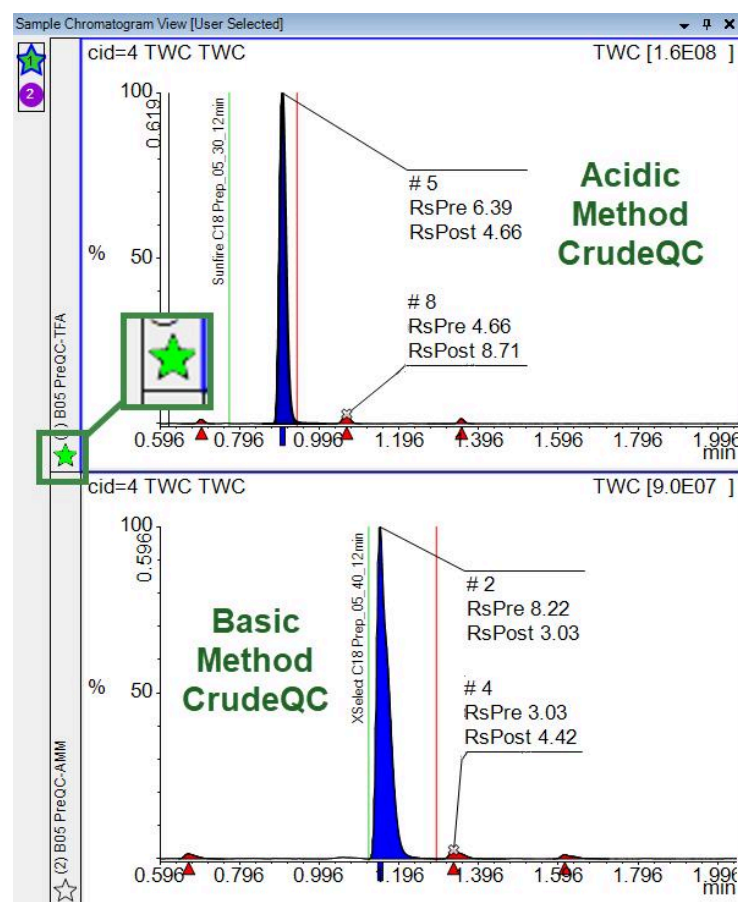 Sample Chromatogram View [User Selected]
1
2
cid=4 TWC TWC
TWC [1.6E08 ]
100
0.619
Sunfire C18 Prep_05_30_12min
# 5
RsPre 6.39
RsPost 4.66
Acidic
Method
CrudeQC
%
50
# 8
RsPre 4.66
RsPost 8.71
B05 PreQC-TFA
0.596 0.796 0.996 1.196 1.396 1.596 1.796 1.996
min
cid=4 TWC TWC
TWC [9.0E07 ]
100
0.596
XSelect C18 Prep_05_40_12min
# 2
RsPre 8.22
RsPost 3.03
Basic
Method
CrudeQC
%
50
# 4
RsPre 3.03
RsPost 4.42
(2) B05 PreQC-AMM
0.596 0.796 0.996 1.196 1.396 1.596 1.796 1.996
min